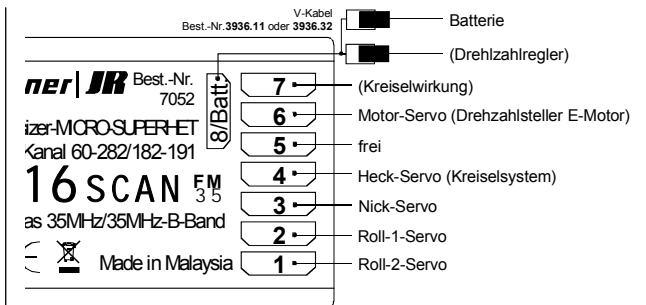 V-Kabel
Best.-Nr.3936.11 oder 3936.32
Batterie
(Drehzahlregler)
ner JR Best.-Nr.
7052
8/Batt.
izer-MICRO-SUPERHET
Kanal 60-282/182-191
16 SCAN FM
35
as 35MHz/35MHz-B-Band
Made in Malaysia
7 (Kreiselwirkung)
6 Motor-Servo (Drehzahlsteller E-Motor)
5 frei
4 Heck-Servo (Kreiselsystem)
3 Nick-Servo
2 Roll-1-Servo
1 Roll-2-Servo